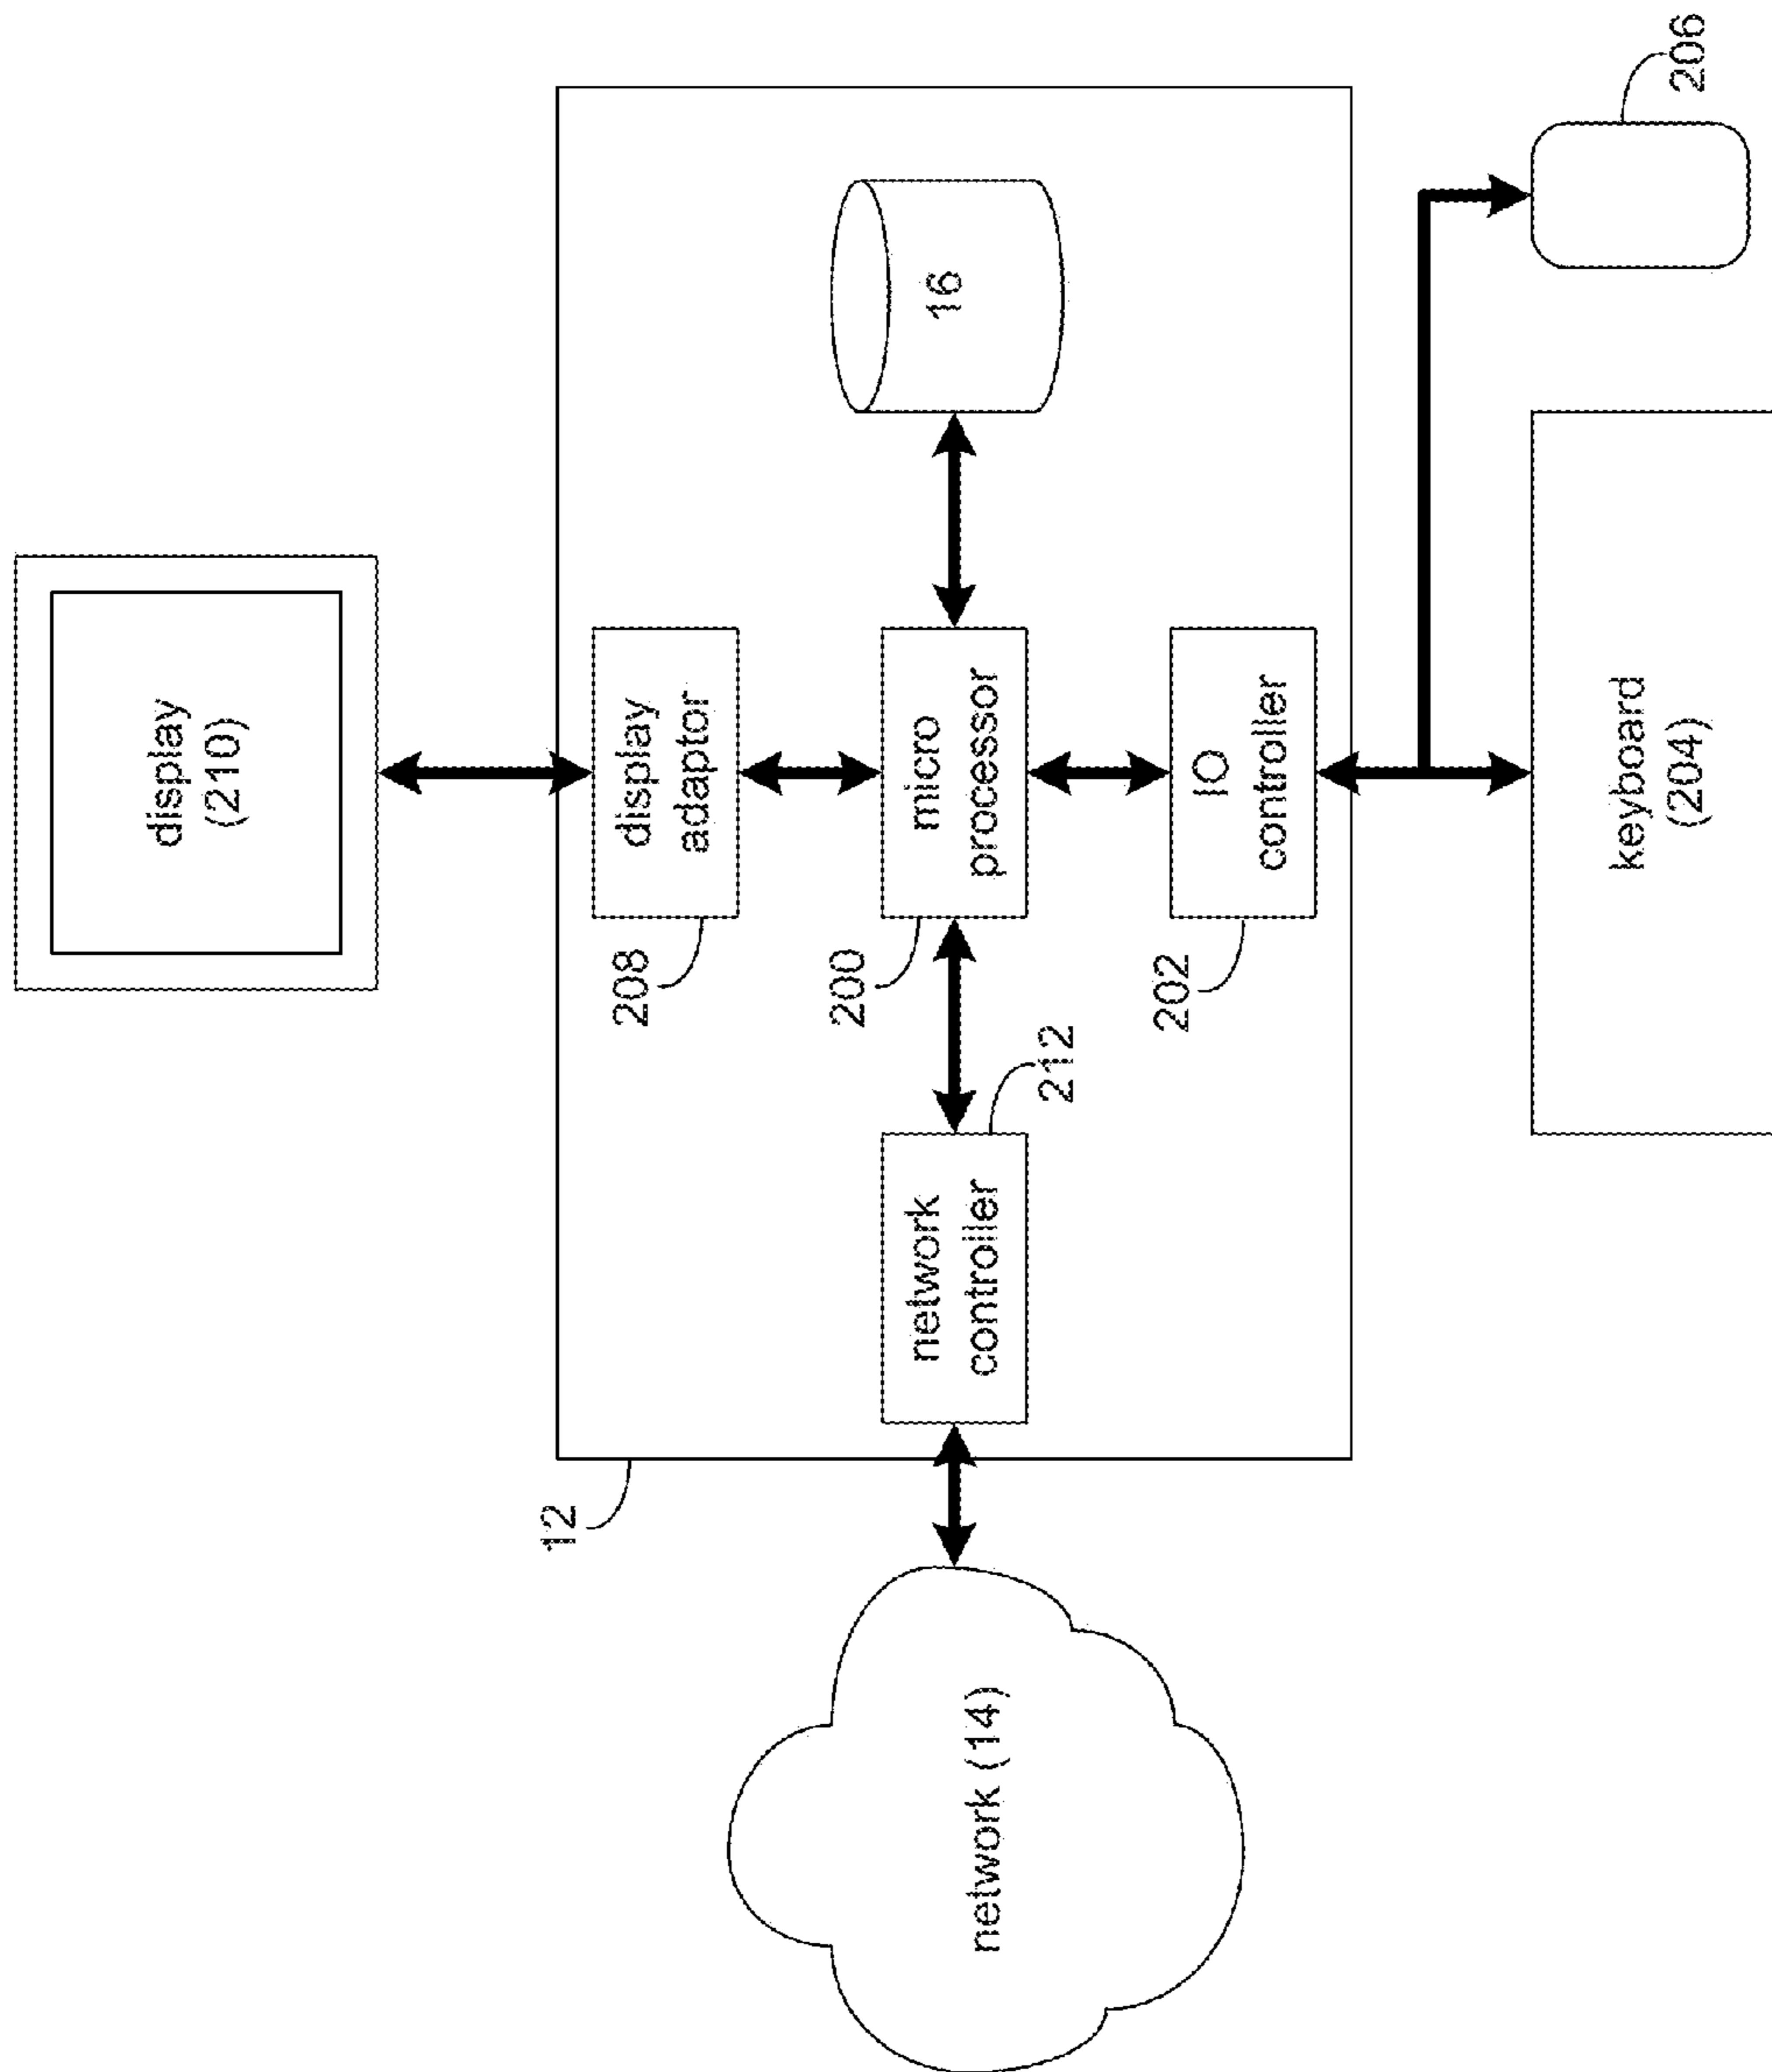 display
(210)
display
adaptor
208
micro
processor
200
16
network
controller
212
IO
controller
202
12
network (14)
keyboard
(204)
206